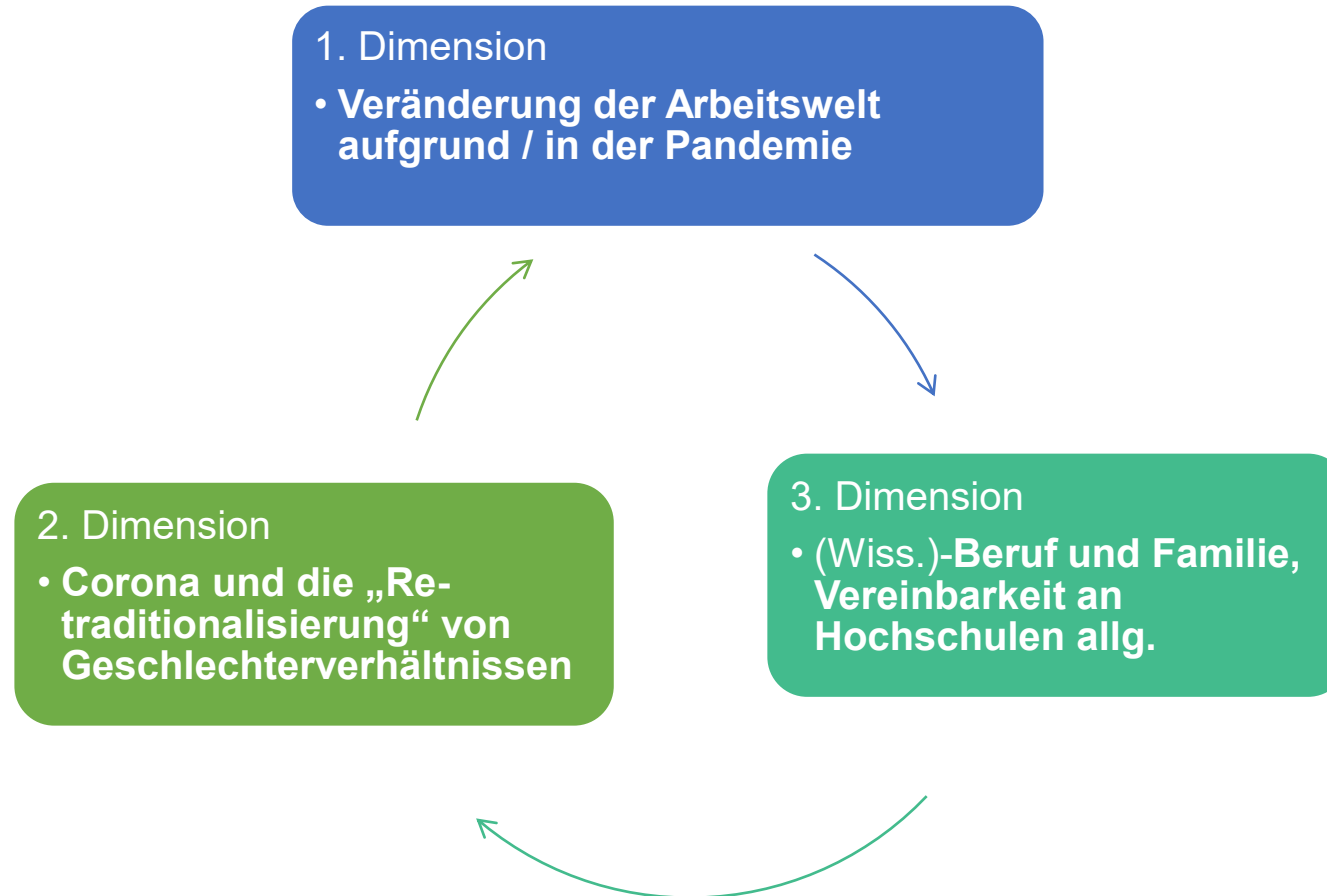 1. Dimension
• Veränderung der Arbeitswelt
aufgrund / in der Pandemie
2. Dimension
• Corona und die „Re-
traditionalisierung“ von
Geschlechterverhältnissen
3. Dimension
• (Wiss.)-Beruf und Familie,
Vereinbarkeit an
Hochschulen allg.